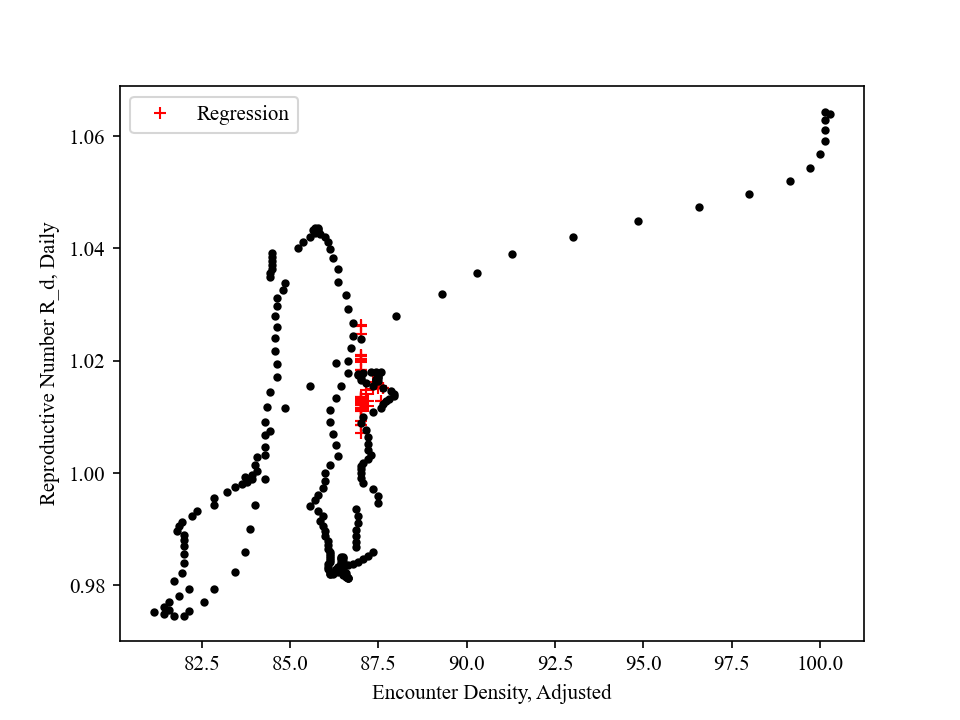 Regression
1.06
1.04
1.02
1.00
0.98
Reproductive Number R_d, Daily
82.5 85.0 87.5 90.0 92.5 95.0 97.5 100.0
Encounter Density, Adjusted